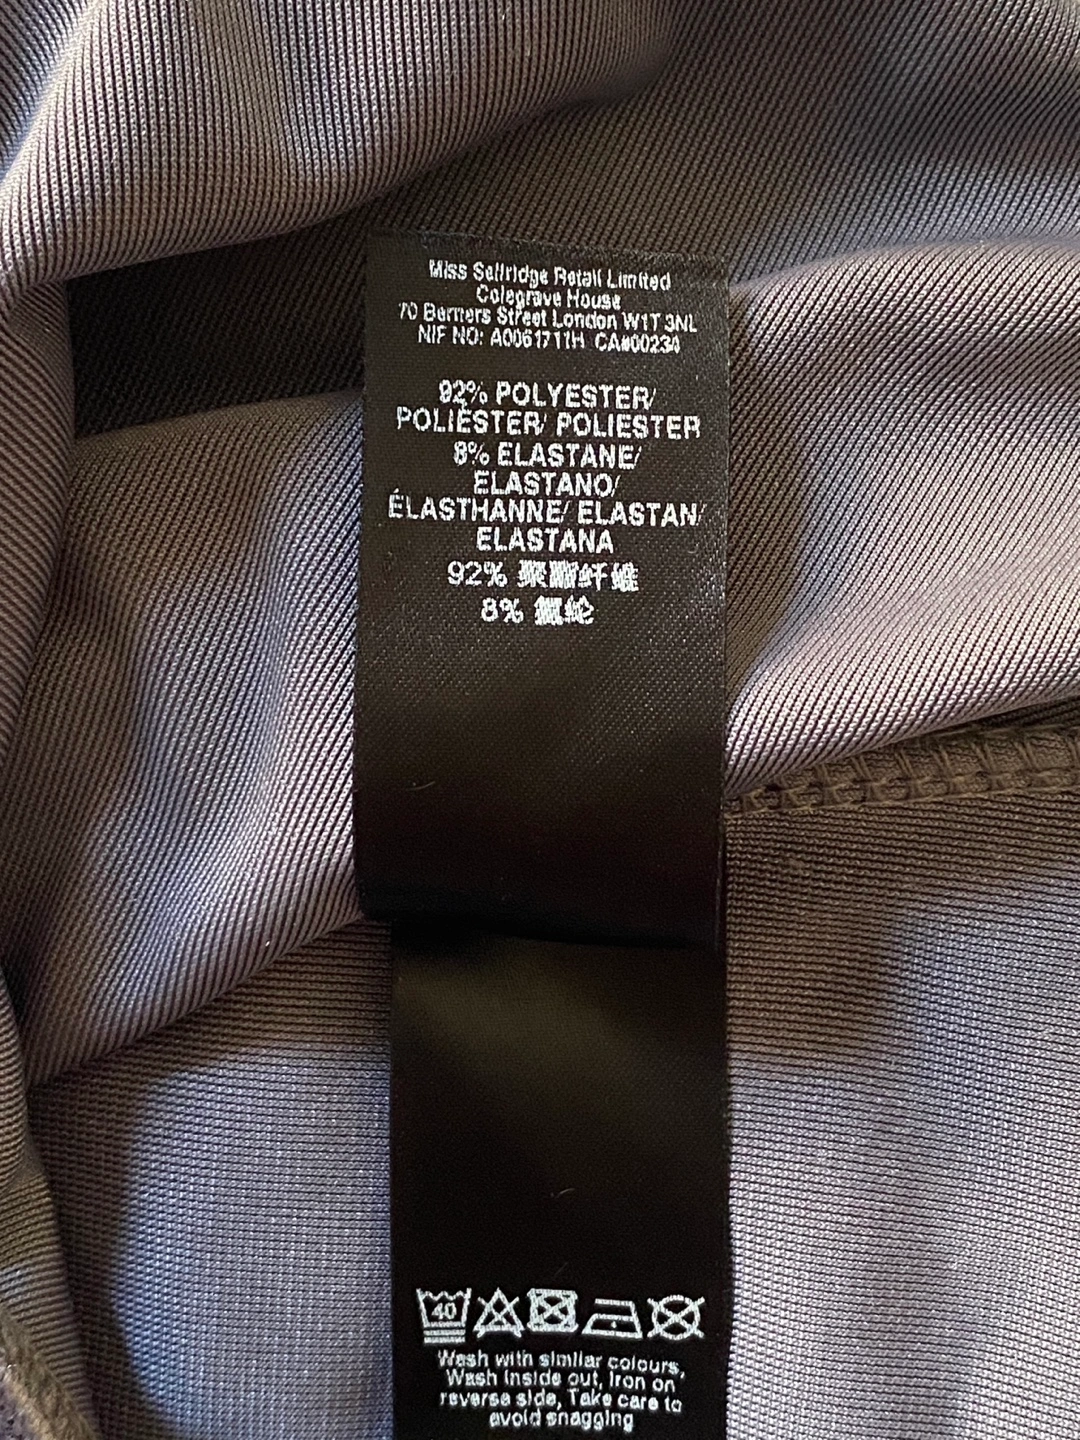 Miss Selfridge Retail Limited
Colegrave House
70 Berners Street London W1T 3NL
NIF NO: A0061711H CA#00234
92% POLYESTER/
POLIÉSTER/ POLIESTER
8% ELASTANE/
ELASTANO/
ÉLASTHANNE/ ELASTAN/
ELASTANA
92% 聚酯纤维
8% 氨纶
40
Wash with similar colours,
Wash inside out, Iron on
reverse side, Take care to
avoid snagging